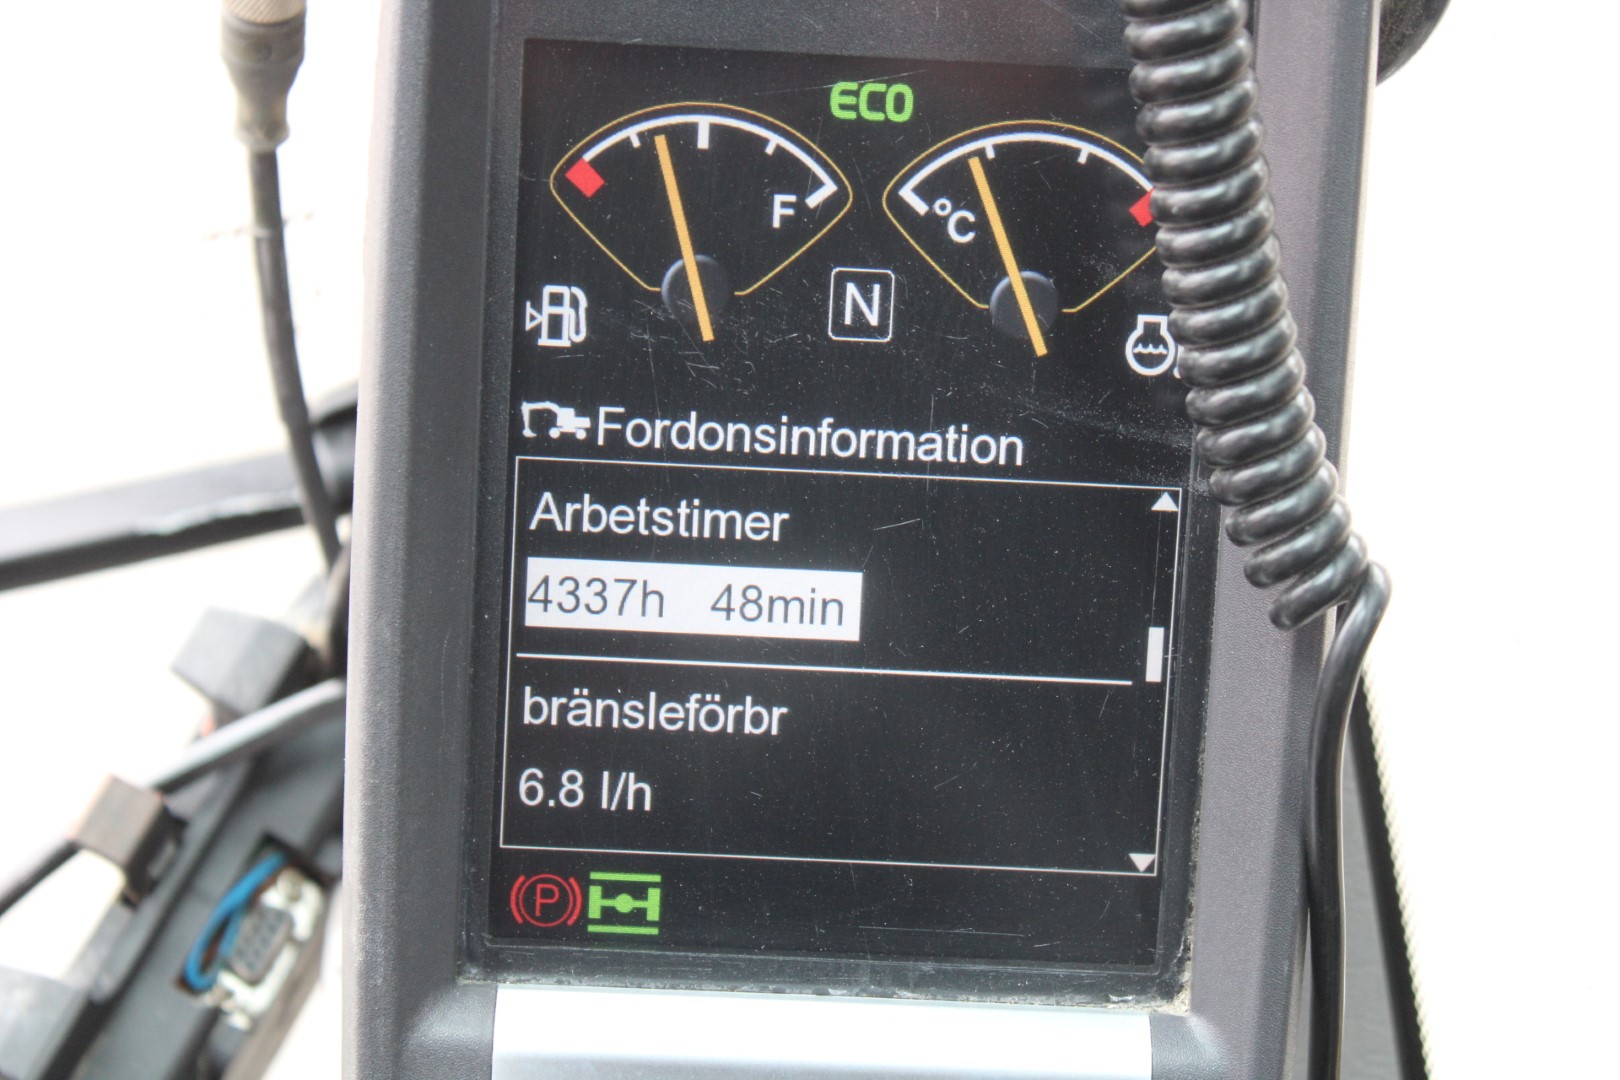 ECO
F
°C
N
Fordonsinformation
Arbetstimer
4337h 48min
bränsleförbr
6.8 l/h
P